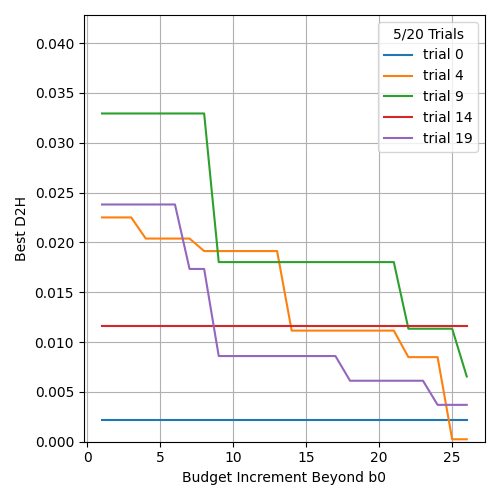 5/20 Trials
trial 0
trial 4
trial 9
trial 14
trial 19
Best D2H
0.040
0.035
0.030
0.025
0.020
0.015
0.010
0.005
0.000
0 5 10 15 20 25
Budget Increment Beyond b0